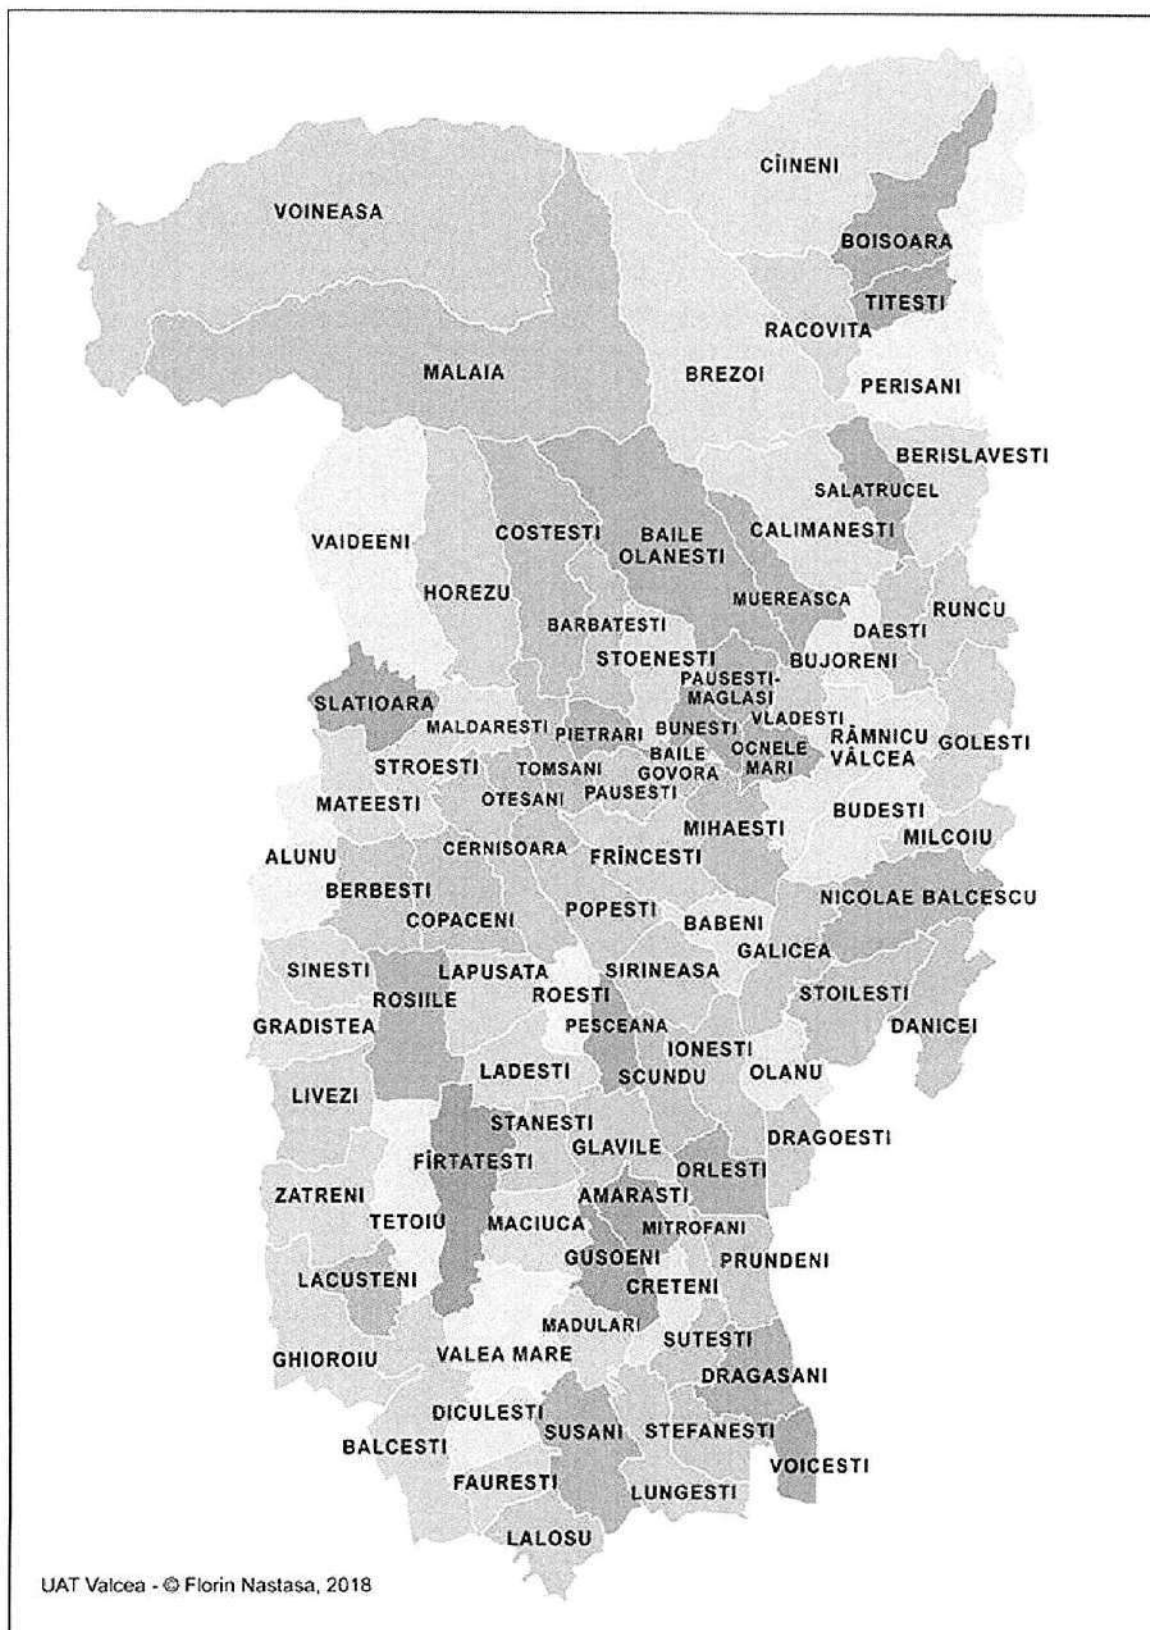 CÎINENI
VOINEASA
BOISOARA
TITESTI
RACOVITA
MALAIA
BREZOI
PERISANI
BERISLAVESTI
SALATRUCEL
COSTESTI
BAILE
OLANESTI
CALIMANESTI
VAIDEENI
HOREZU
MUEREASCA
RUNCU
BARBATESTI
DAESTI
STOENESTI
BUJORENI
PAUSESTI-
MAGLASI
SLATIOARA
MALDARESTI
PIETRARI
BUNESTI
VLADESTI
RÂMNICU
VÂLCEA
GOLESTI
STROESTI
TOMSANI
BAILE
GOVORA
OCNELE
MARI
MATEESTI
OTESANI
PAUSESTI
BUDESTI
MIHAESTI
MILCOIU
ALUNU
CERNISOARA
FRÎNCESTI
BERBESTI
NICOLAE BALCESCU
COPACENI
POPESTI
BABENI
GALICEA
SINESTI
LAPUSATA
SIRINEASA
ROSIILE
ROESTI
STOILESTI
GRADISTEA
PESCEANA
DANICEI
IONESTI
LADESTI
SCUNDU
OLANU
LIVEZI
STANESTI
GLAVILE
DRAGOESTI
FÎRTATESTI
ORLESTI
ZATRENI
AMARASTI
TETOIU
MACIUCA
MITROFANI
GUSOENI
PRUNDENI
LACUSTENI
CRETENI
MADULARI
SUTESTI
GHIOROIU
VALEA MARE
DRAGASANI
DICULESTI
SUSANI
STEFANESTI
BALCESTI
VOICESTI
FAURESTI
LUNGESTI
LALOSU
UAT Valcea - © Florin Nastasa, 2018